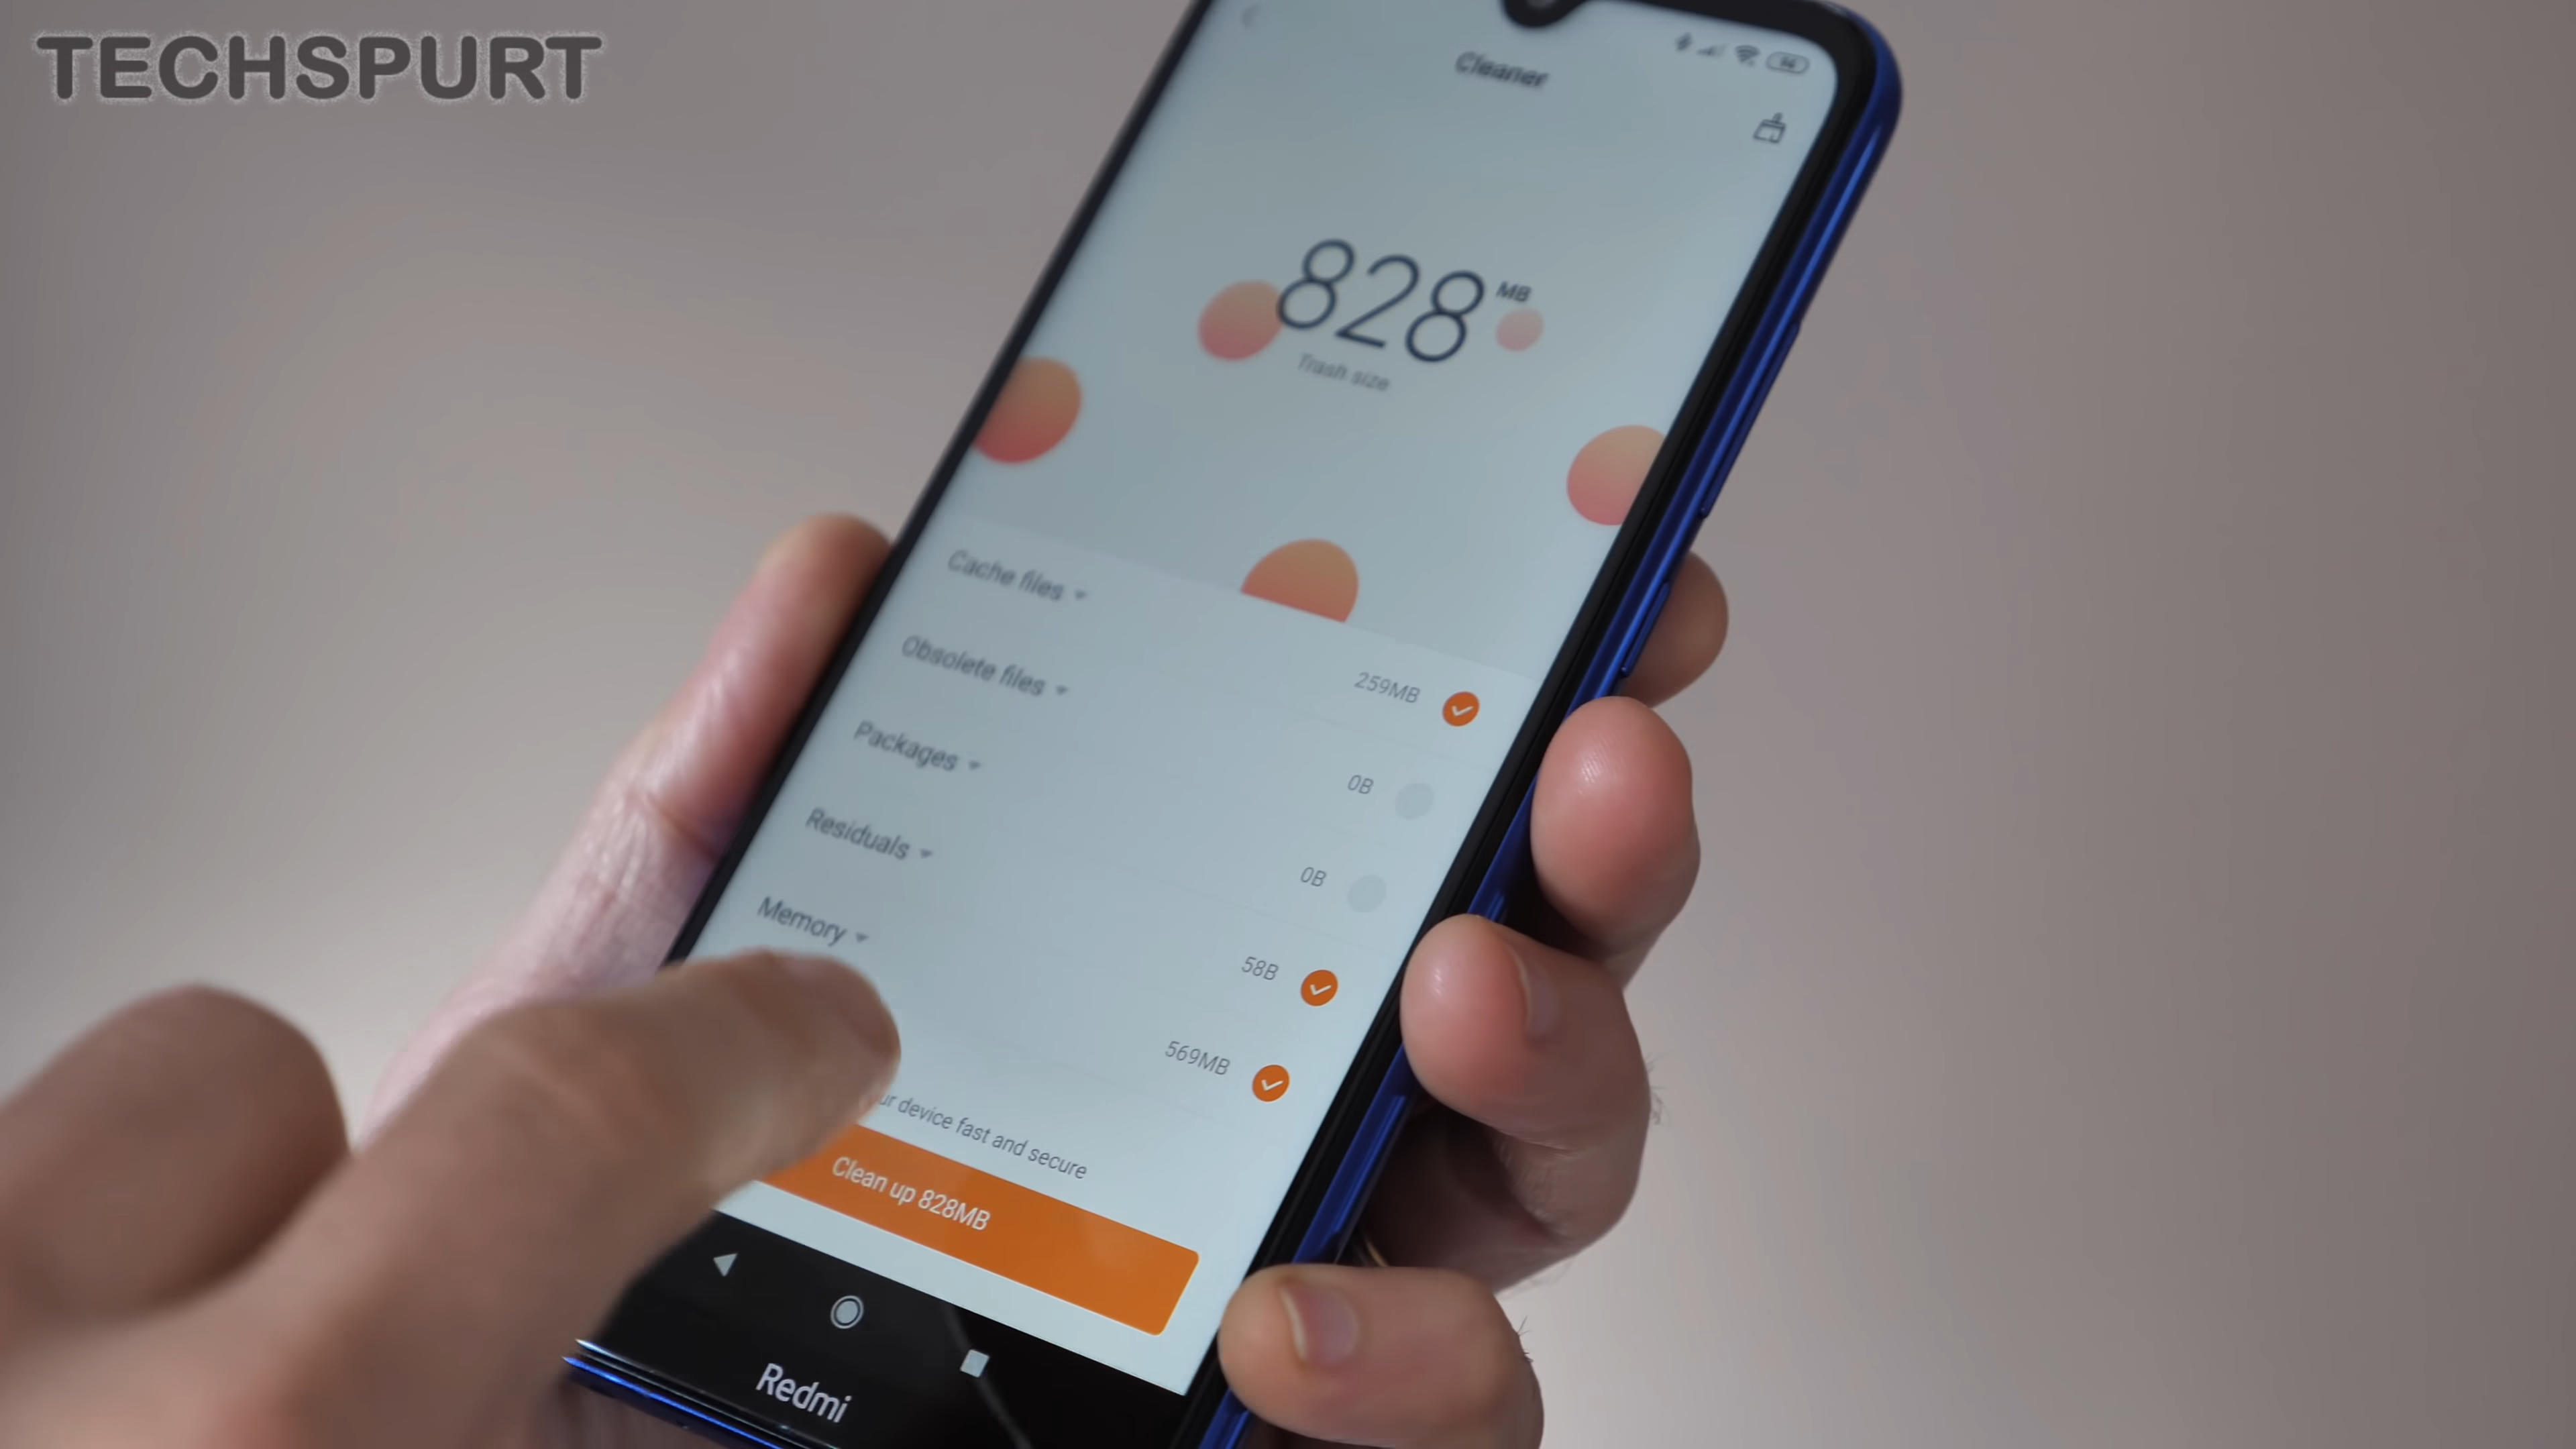 TECHSPURT
Cleaner
828 MB
Trash size
Cache files
259MB
Obsolete files
0B
Packages
0B
Residuals
58B
Memory
569MB
device fast and secure
Clean up 828MB
Redmi